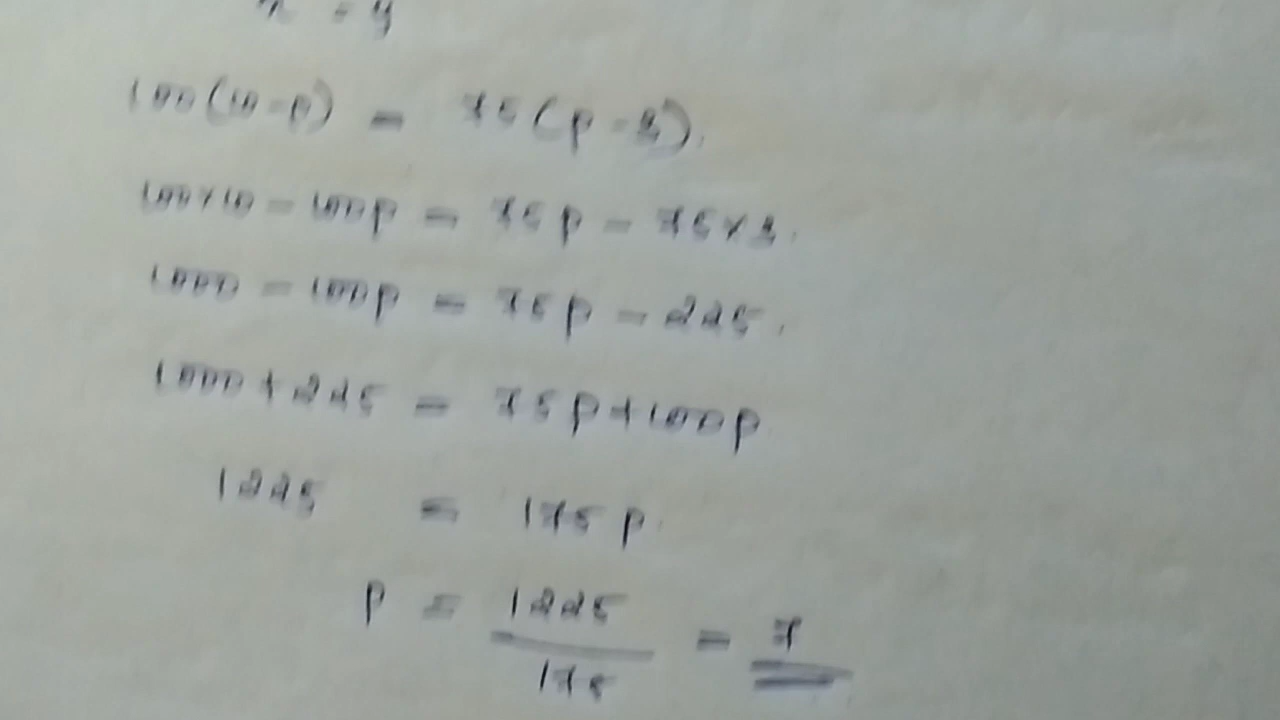 = y
100(10-p) = 75(p-3).
100×10 - 100p = 75p - 75×3.
1000 - 100p = 75p - 225.
1000+225 = 75p+100p
1225 = 175p.
p = 1225/175 = 7